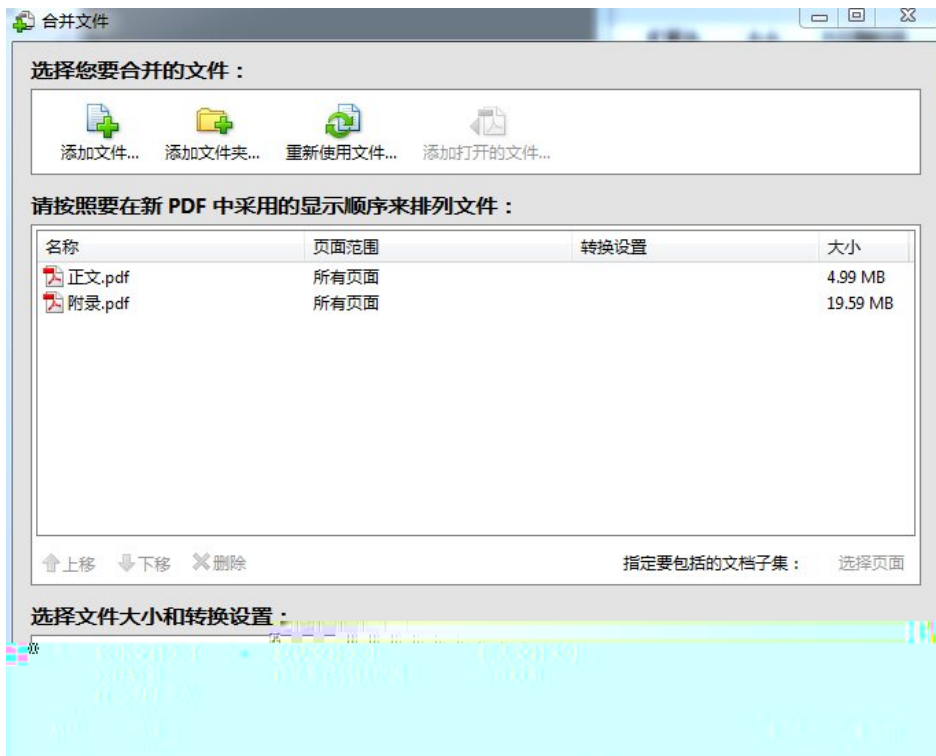 合并文件
选择您要合并的文件：
添加文件... 添加文件夹... 重新使用文件... 添加打开的文件...
请按照要在新 PDF 中采用的显示顺序来排列文件：
名称 页面范围 转换设置 大小
正文.pdf 所有页面 4.99 MB
附录.pdf 所有页面 19.59 MB
上移 下移 删除 指定要包括的文档子集： 选择页面
选择文件大小和转换设置：